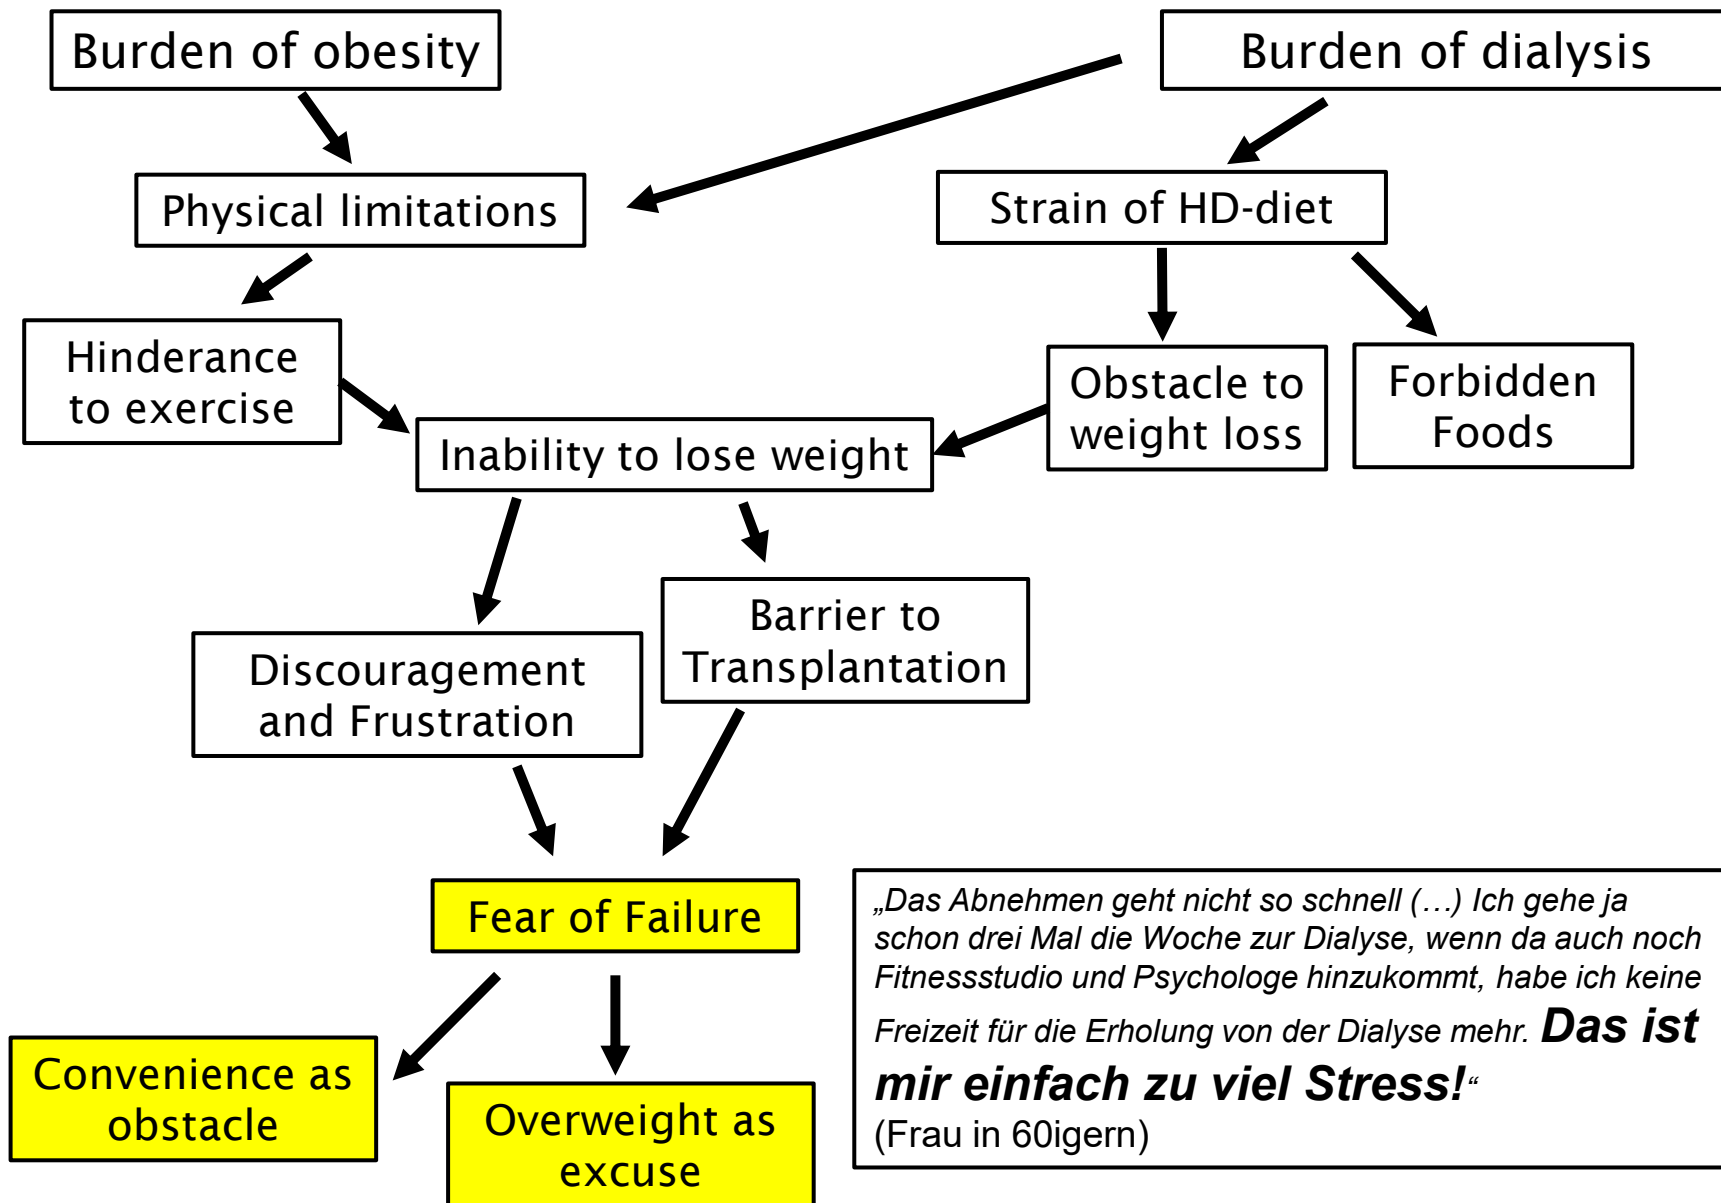 Burden of obesity
Burden of dialysis
Physical limitations
Strain of HD-diet
Hinderance
to exercise
Obstacle to
weight loss
Forbidden
Foods
Inability to lose weight
Discouragement
and Frustration
Barrier to
Transplantation
Fear of Failure
Convenience as
obstacle
Overweight as
excuse
„Das Abnehmen geht nicht so schnell (…) Ich gehe ja
schon drei Mal die Woche zur Dialyse, wenn da auch noch
Fitnessstudio und Psychologe hinzukommt, habe ich keine
Freizeit für die Erholung von der Dialyse mehr. Das ist
mir einfach zu viel Stress!“
(Frau in 60igern)